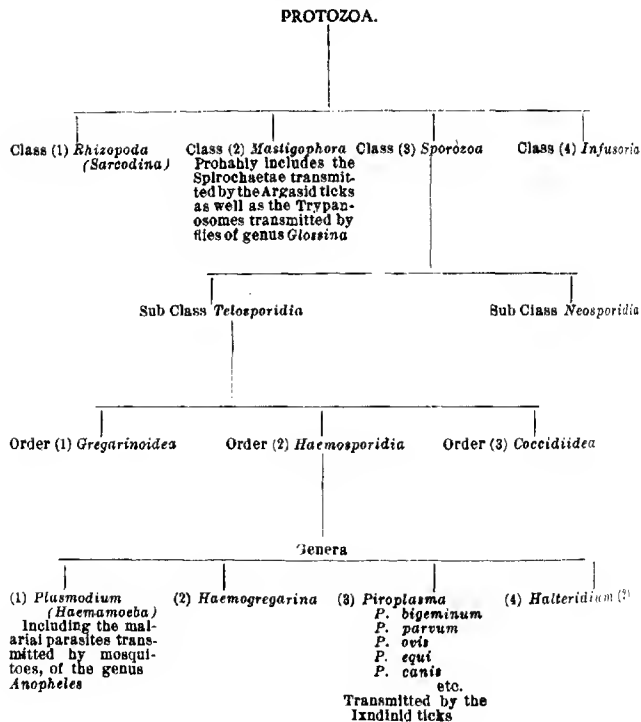 PROTOZOA.
Class (1) Rhizopoda
(Sarcodina)
Class (2) Mastigophora
Probahly includes the
Spirochaetae transmit-
ted by the Argasid ticks
as well as the Trypan-
osomes transmitted by
flies of genus Glossina
Class (3) Sporozoa
Class (4) Infusoria
Sub Class Telosporidia
Sub Class Neosporidia
Order (1) Gregarinoidea
Order (2) Haemosporidia
Order (3) Coccidiidea
Genera
(1) Plasmodium
(Haemamoeba)
Including the mal-
arial parasites trans-
mitted by mosqui-
toes, of the genus
Anopheles
(2) Haemogregarina
(3) Piroplasma
P. bigeminum
P. parvum
P. ovis
P. equi
P. canis
etc.
Transmitted by the
Ixndinid ticks
(4) Halteridium (?)